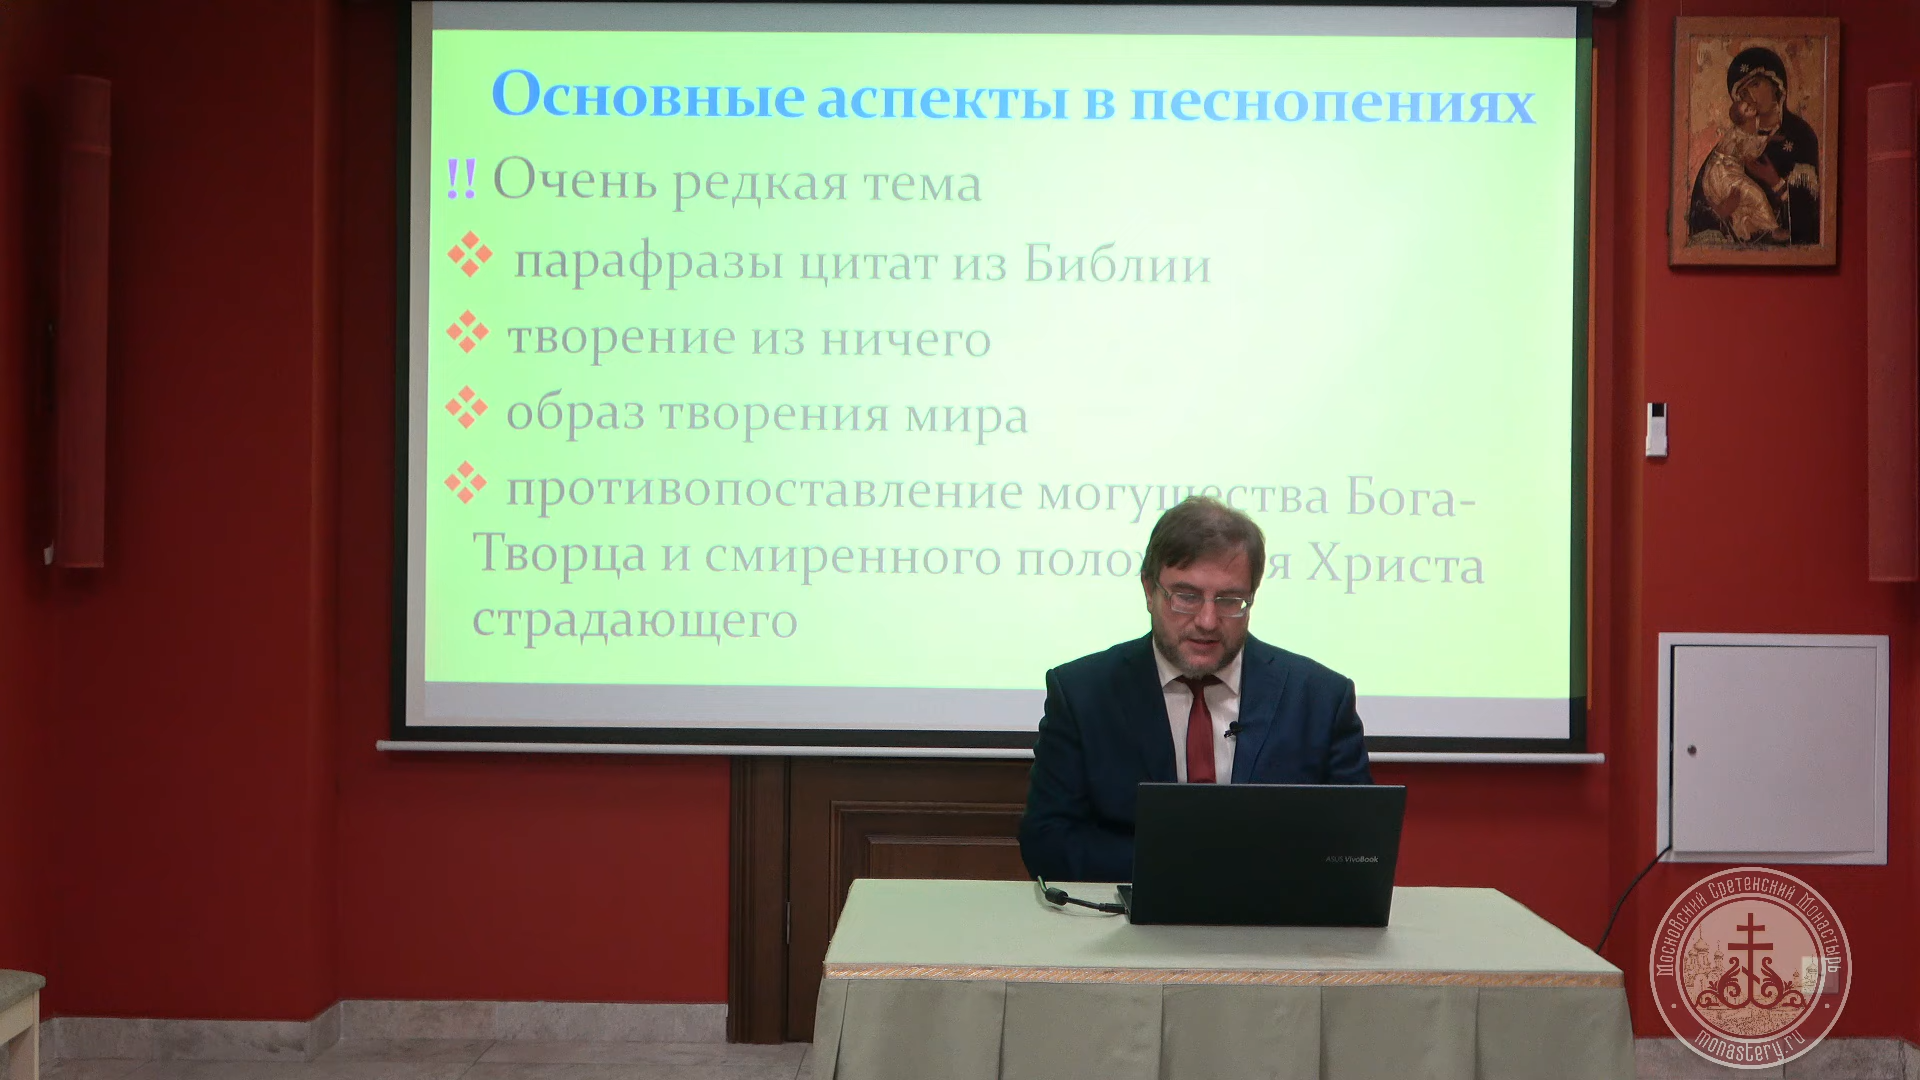 Основные аспекты в песнопениях
!! Очень редкая тема
парафразы цитат из Библии
творение из ничего
образ творения мира
противопоставление могущества Бога-
Творца и смиренного Христа
страдающего
ASUS VivoBook
Московский Сретенский Монастырь
monastery.ru